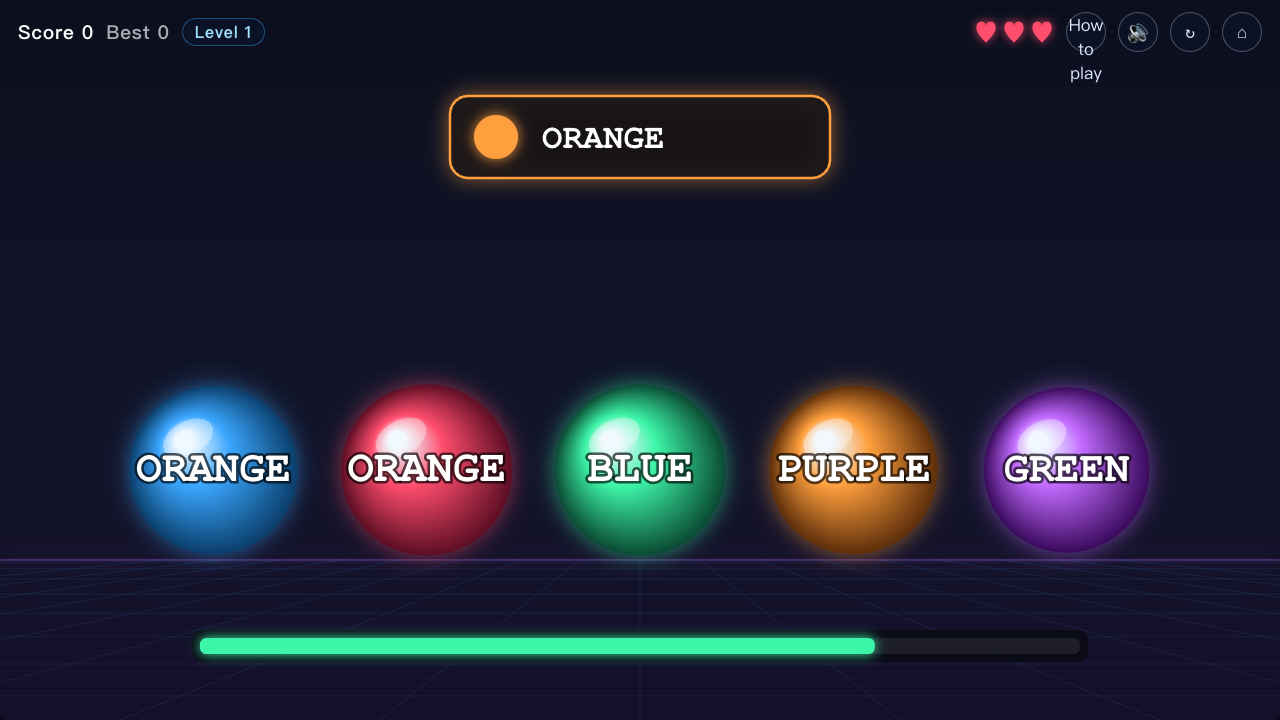 Score 0 Best 0 Level 1
How to play
ORANGE
ORANGE ORANGE BLUE PURPLE GREEN